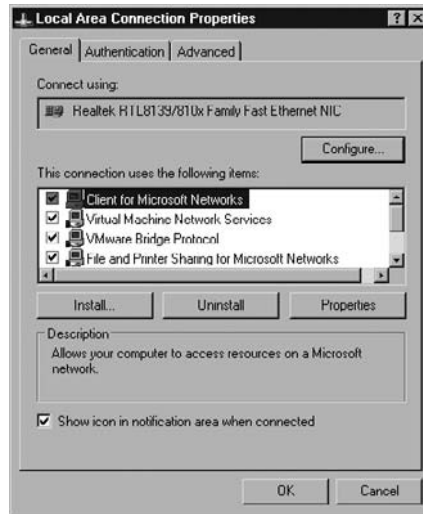 Local Area Connection Properties
General Authentication Advanced
Connect using:
Realtek RTL8139/810x Family Fast Ethernet NIC
Configure...
This connection uses the following items:
Client for Microsoft Networks
Virtual Machine Network Services
VMware Bridge Protocol
File and Printer Sharing for Microsoft Networks
Install... Uninstall Properties
Description
Allows your computer to access resources on a Microsoft
network.
Show icon in notification area when connected
OK Cancel